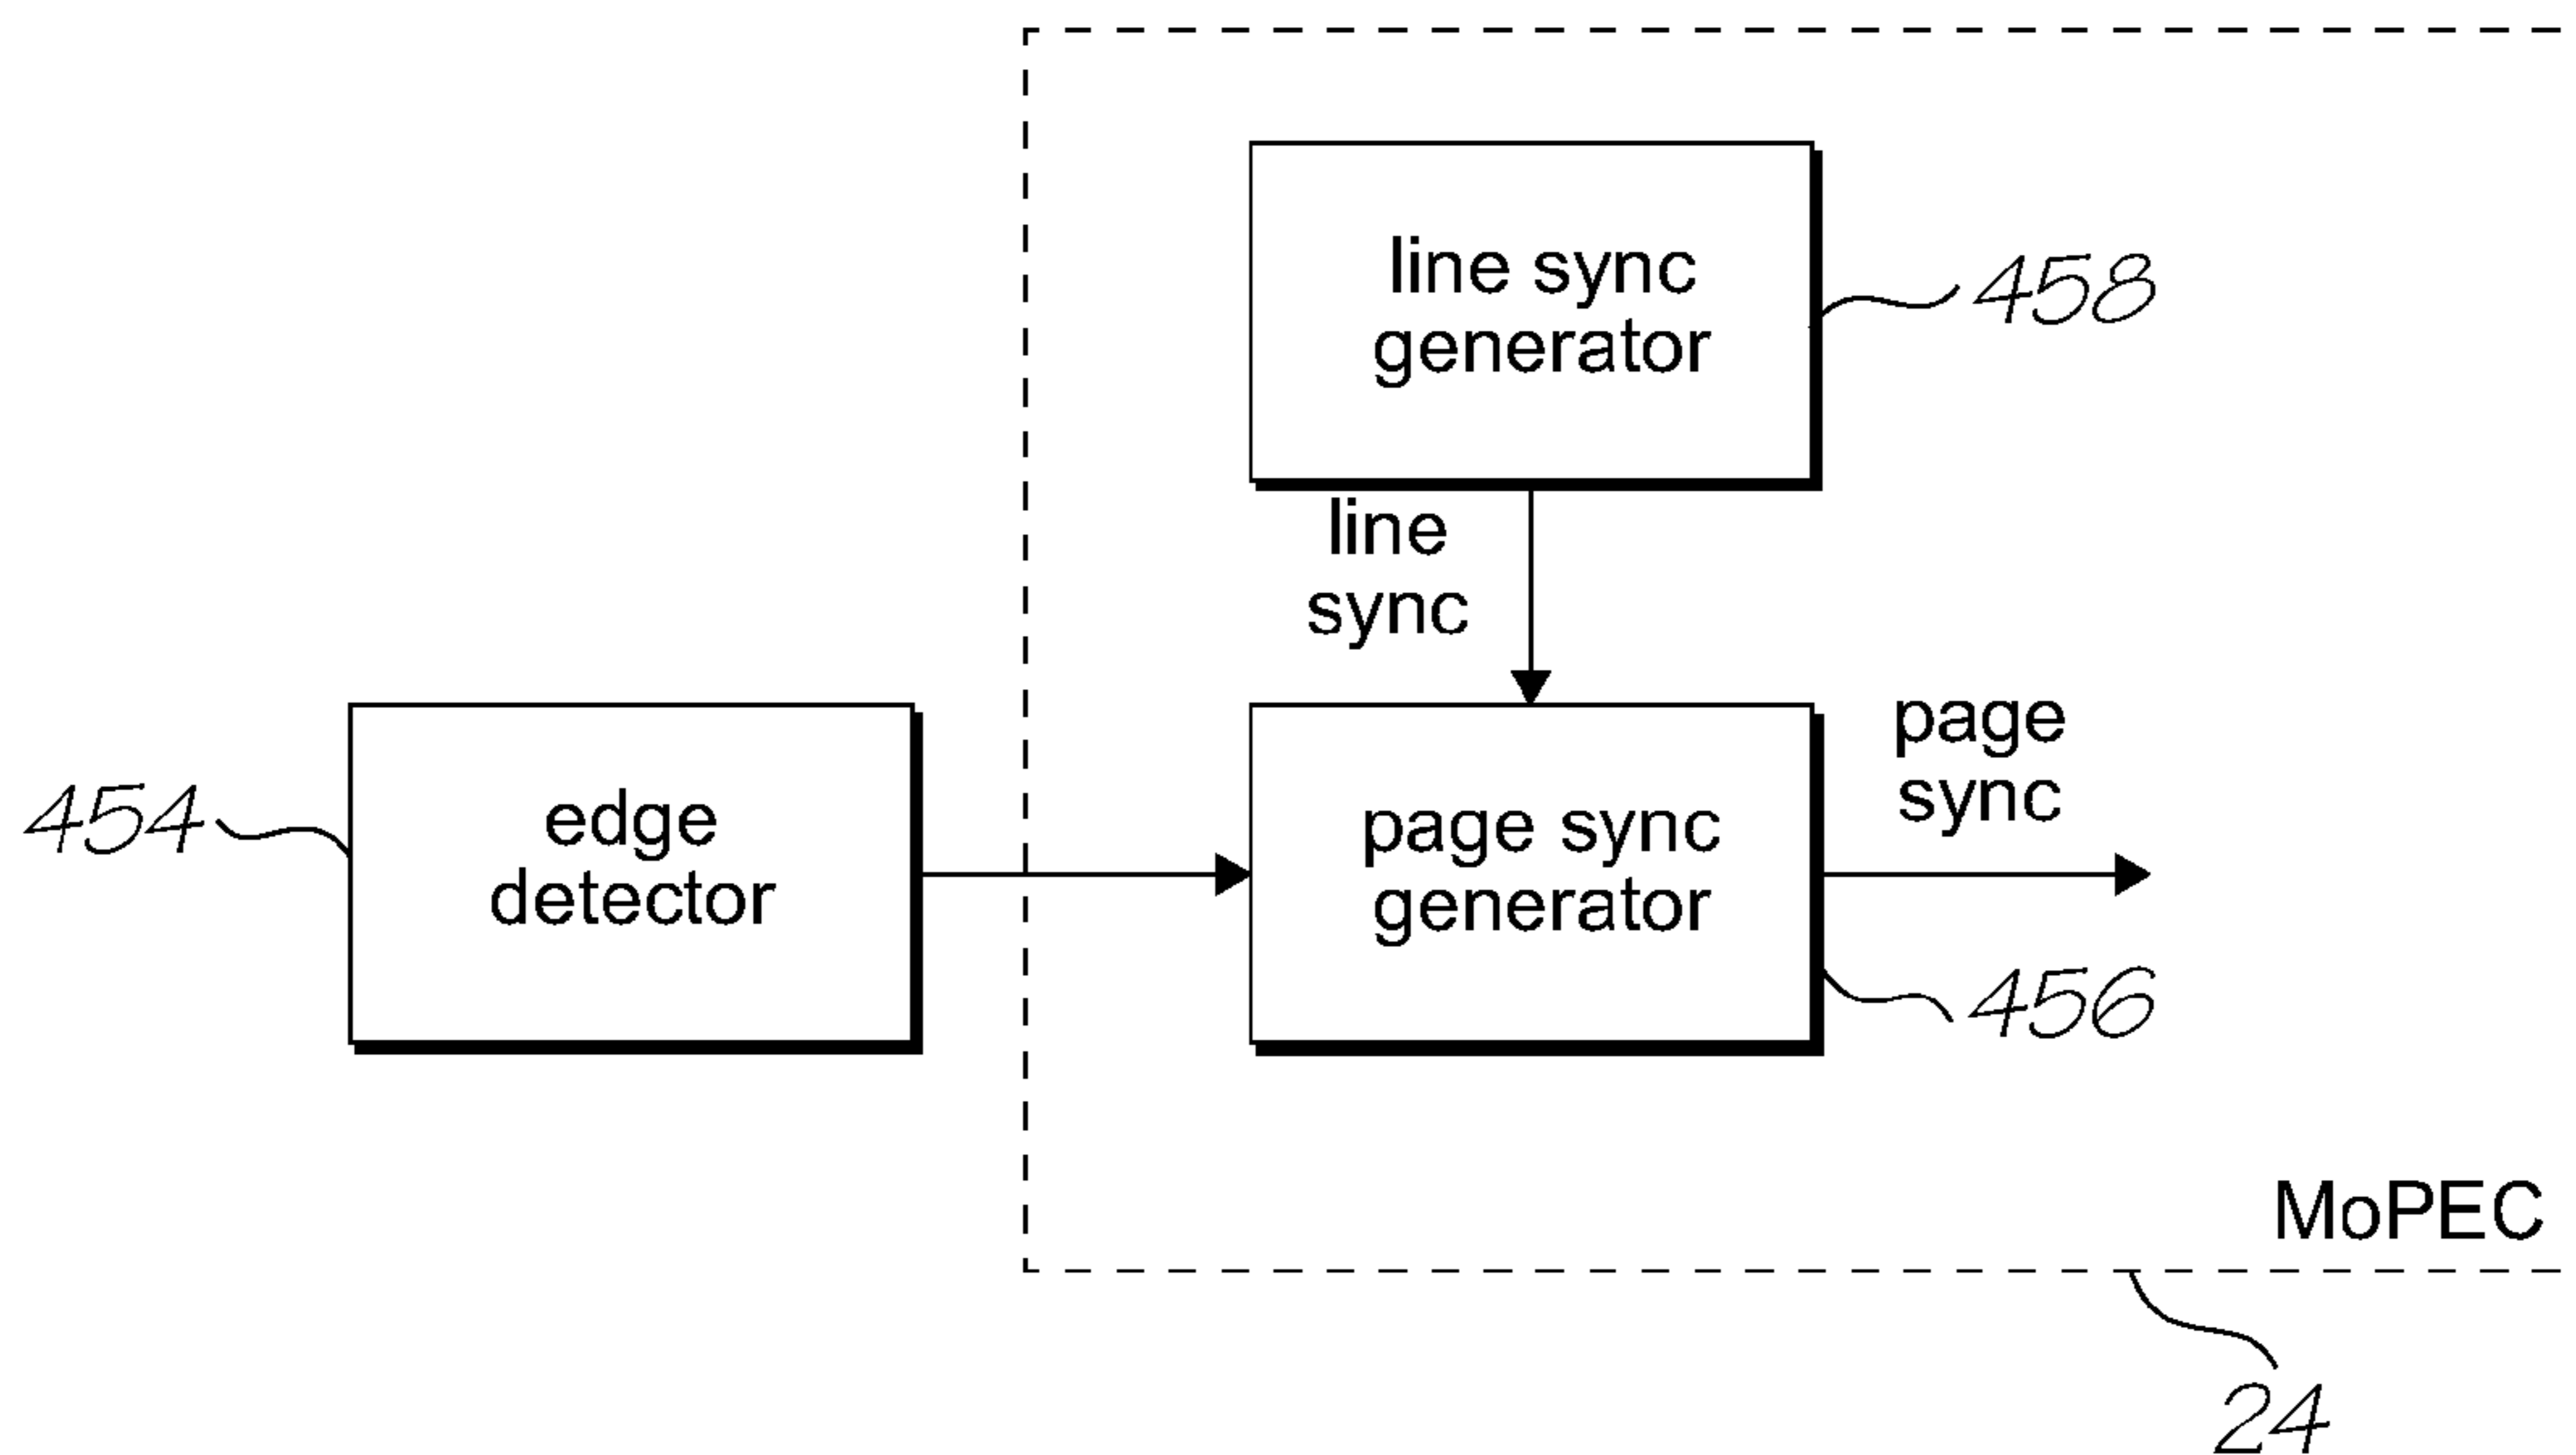 line sync
generator
458
line
sync
page
sync
454
edge
detector
page sync
generator
456
MoPEC
24